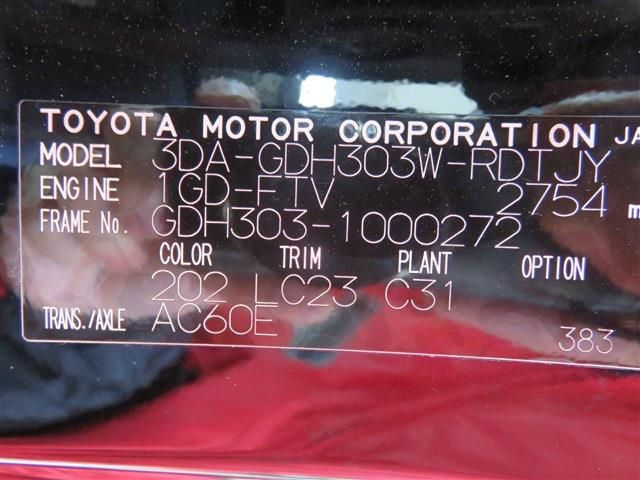 TOYOTA MOTOR CORPORATION JA
MODEL 3DA-GDH303W-RDTJY
ENGINE 1GD-FTV 2754 m
FRAME No. GDH303-1000272
COLOR TRIM PLANT OPTION
202 LC23 C31
TRANS./AXLE AC60E
383